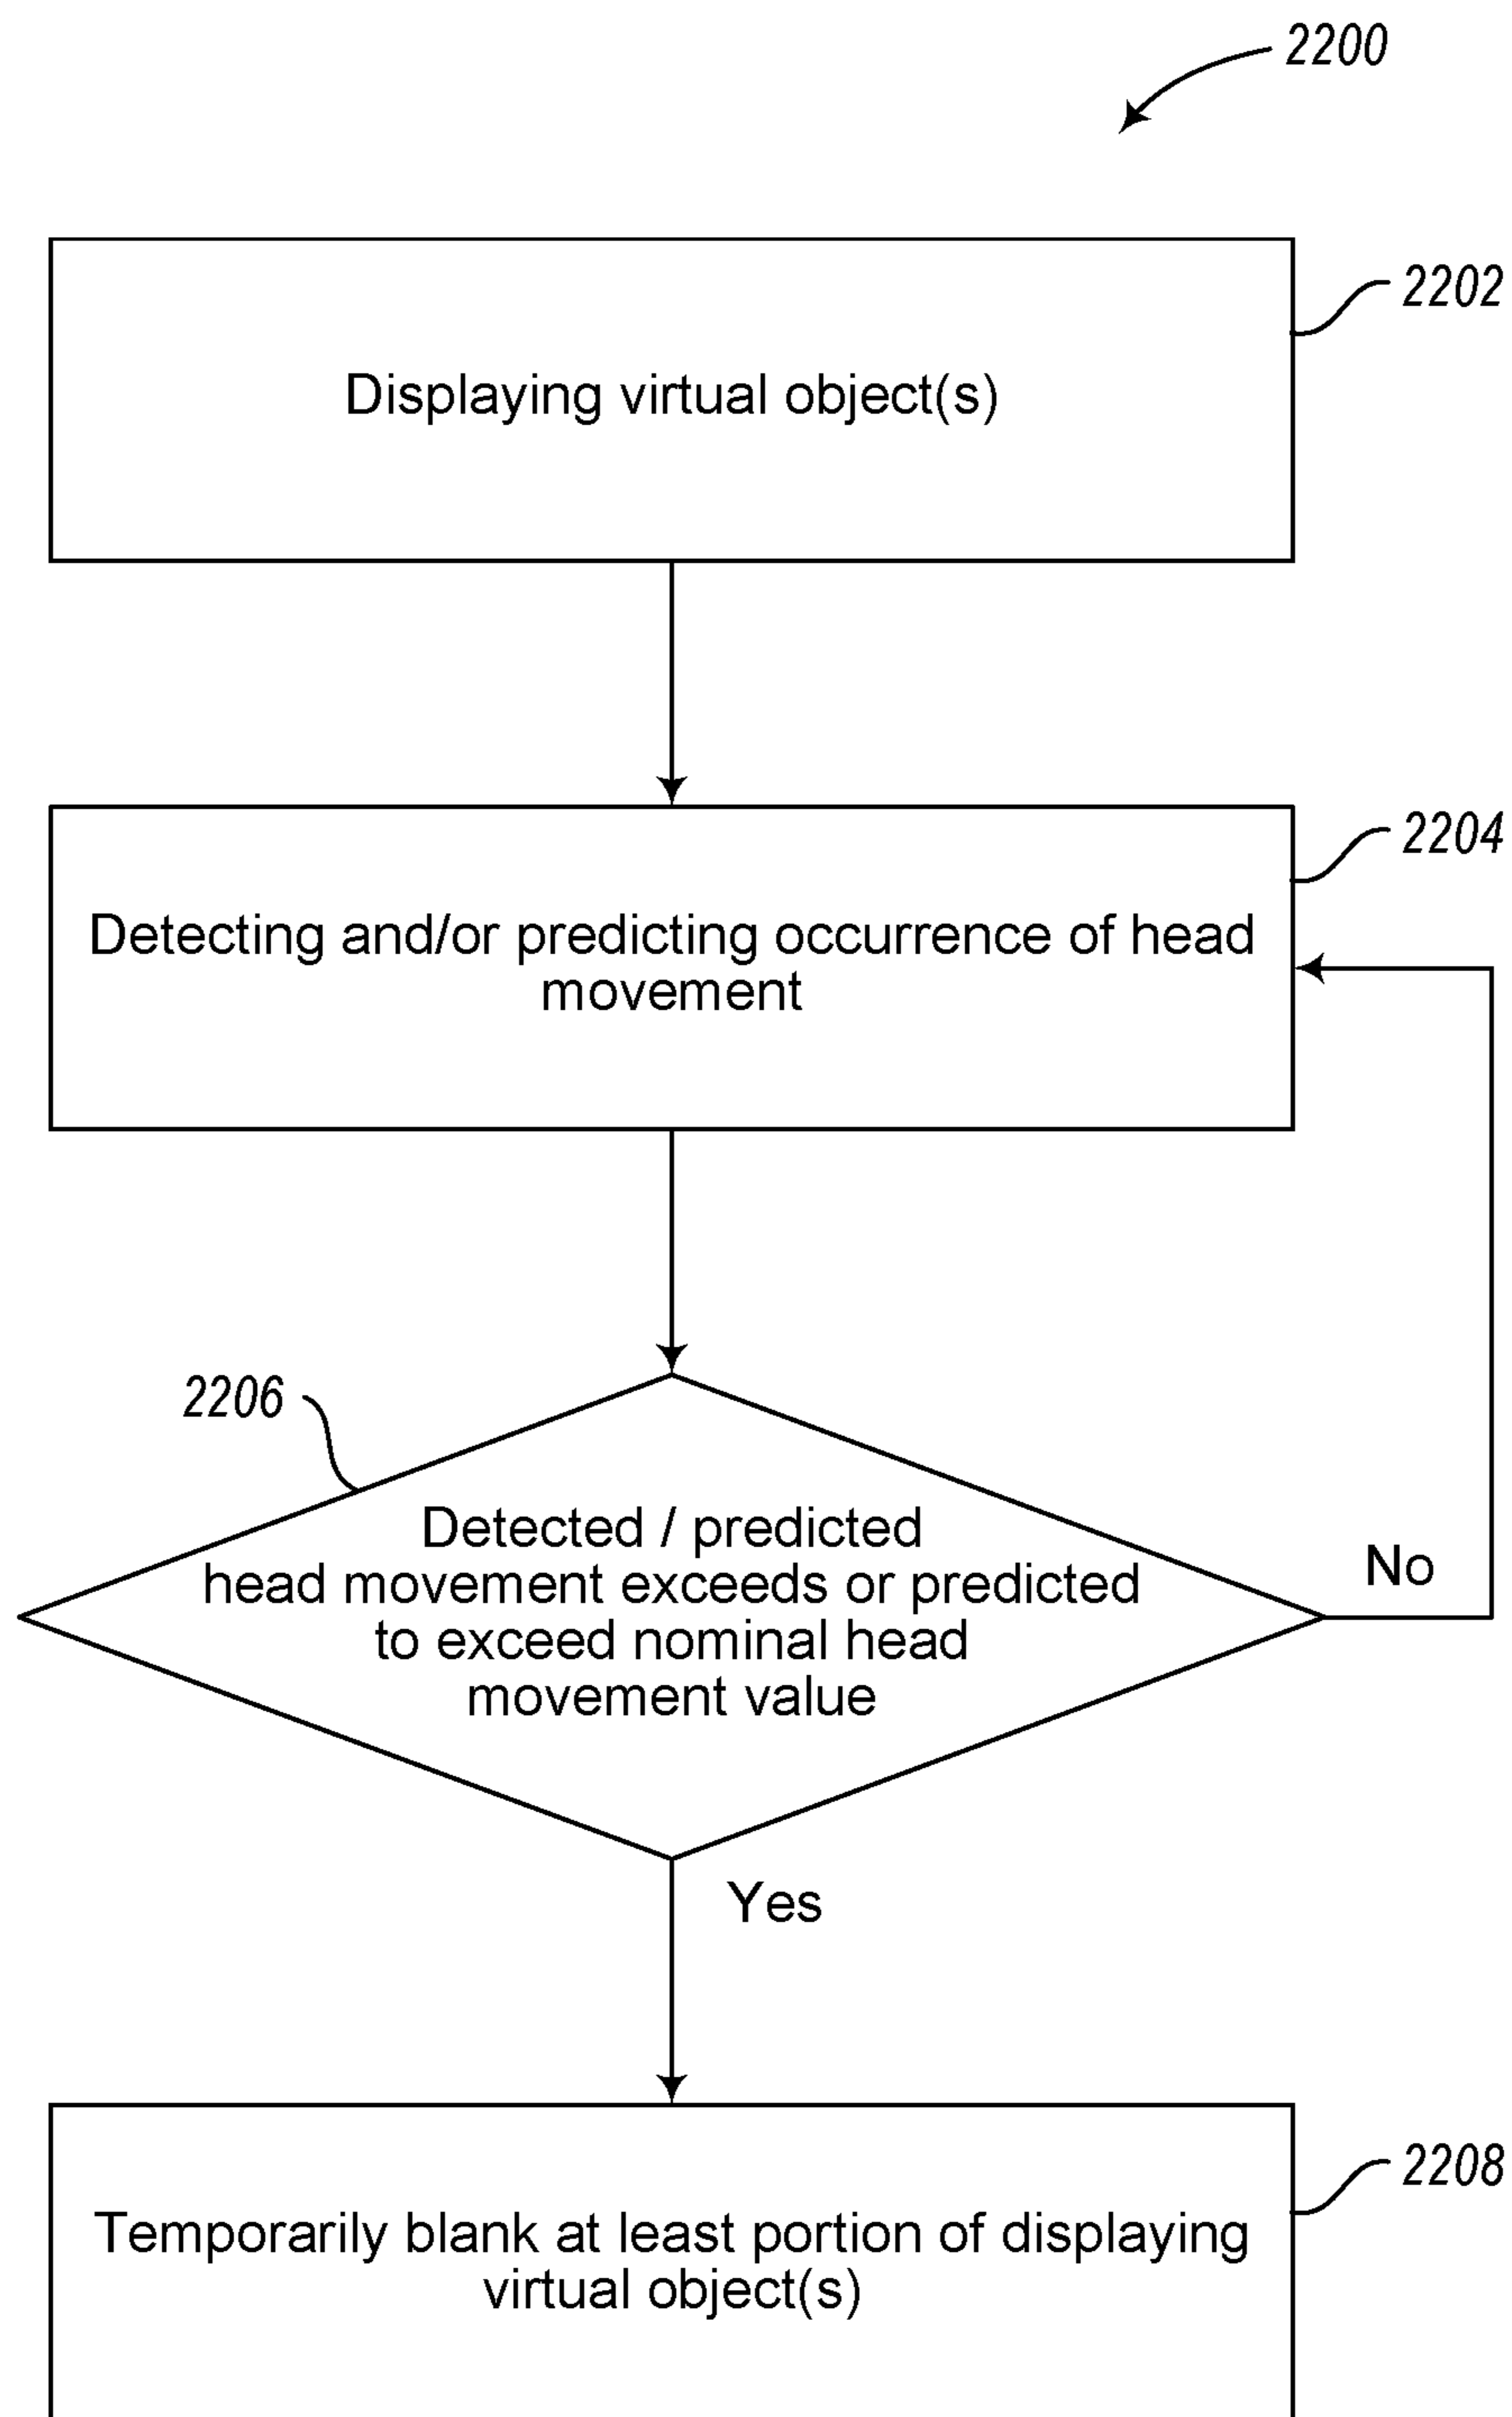 2200
2202
Displaying virtual object(s)
2204
Detecting and/or predicting occurrence of head
movement
2206
Detected / predicted
head movement exceeds or predicted
to exceed nominal head
movement value
No
Yes
2208
Temporarily blank at least portion of displaying
virtual object(s)